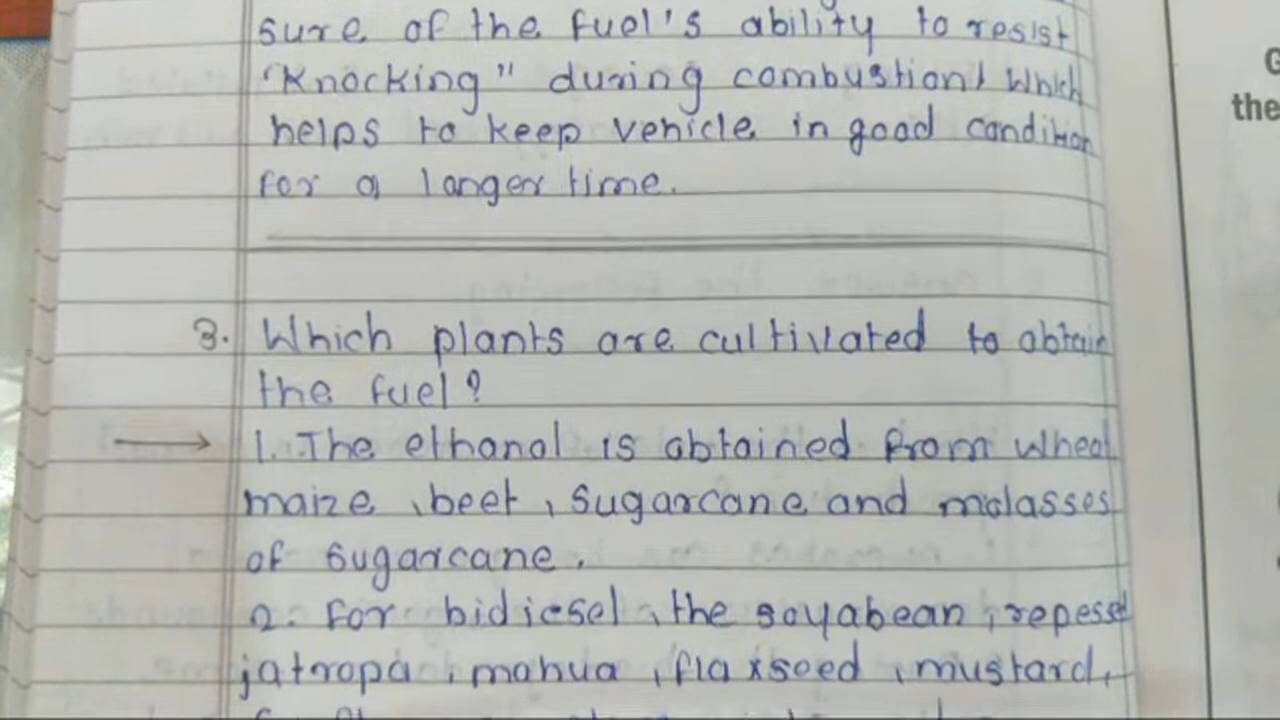 sure of the fuel's ability to resist
"Knocking" during combustion, which
helps to keep vehicle in good condition
for a longer time.
G
the
3. Which plants are cultivated to obtain
the fuel?
1. The ethanol is obtained from wheat
maize, beet, sugarcane and molasses
of sugarcane.
2. For bidiesel, the soyabean, repesed
jatropa, mahua, flaxseed, mustard,